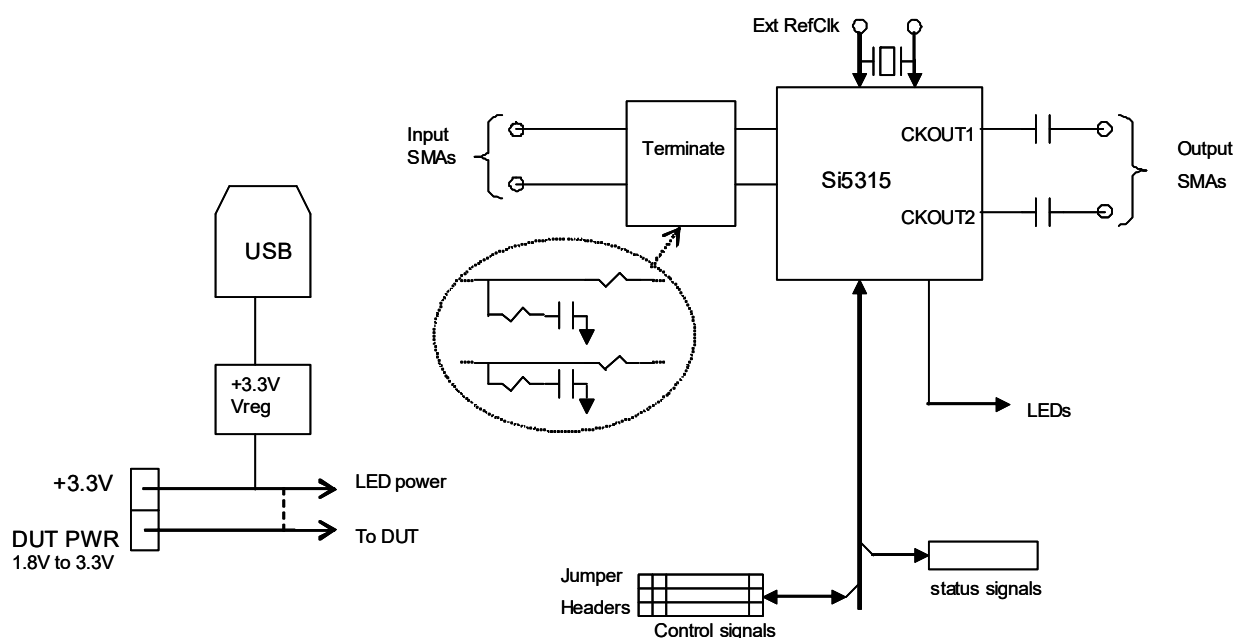 Ext RefClk
Input
SMAs
Terminate
CKOUT1
Si5315
CKOUT2
Output
SMAs
USB
+3.3V
Vreg
LEDs
+3.3V
LED power
DUT PWR
1.8V to 3.3V
To DUT
Jumper
Headers
Control signals
status signals